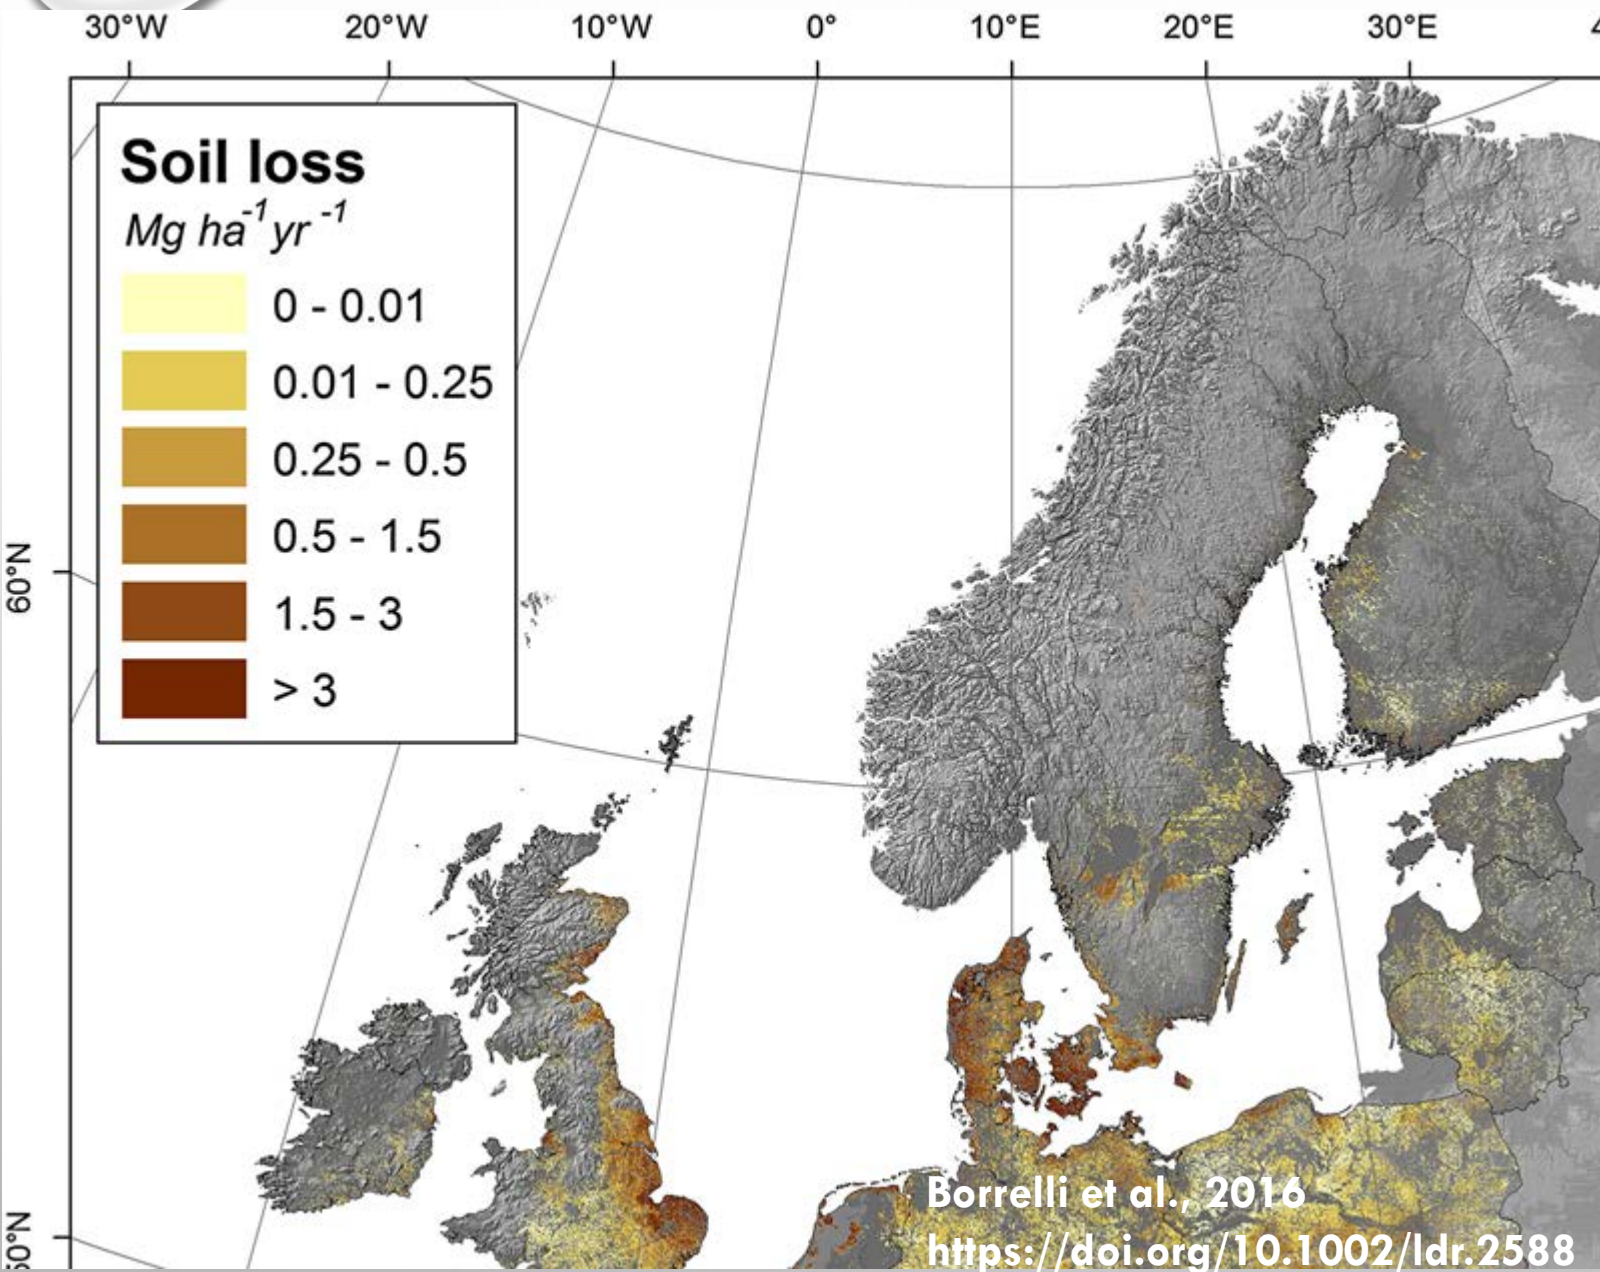 30°W 20°W 10°W 0° 10°E 20°E 30°E 4
Soil loss
Mg ha⁻¹ yr ⁻¹
0 - 0.01
0.01 - 0.25
0.25 - 0.5
0.5 - 1.5
1.5 - 3
> 3
60°N
50°N
Borrelli et al., 2016
https://doi.org/10.1002/ldr.2588